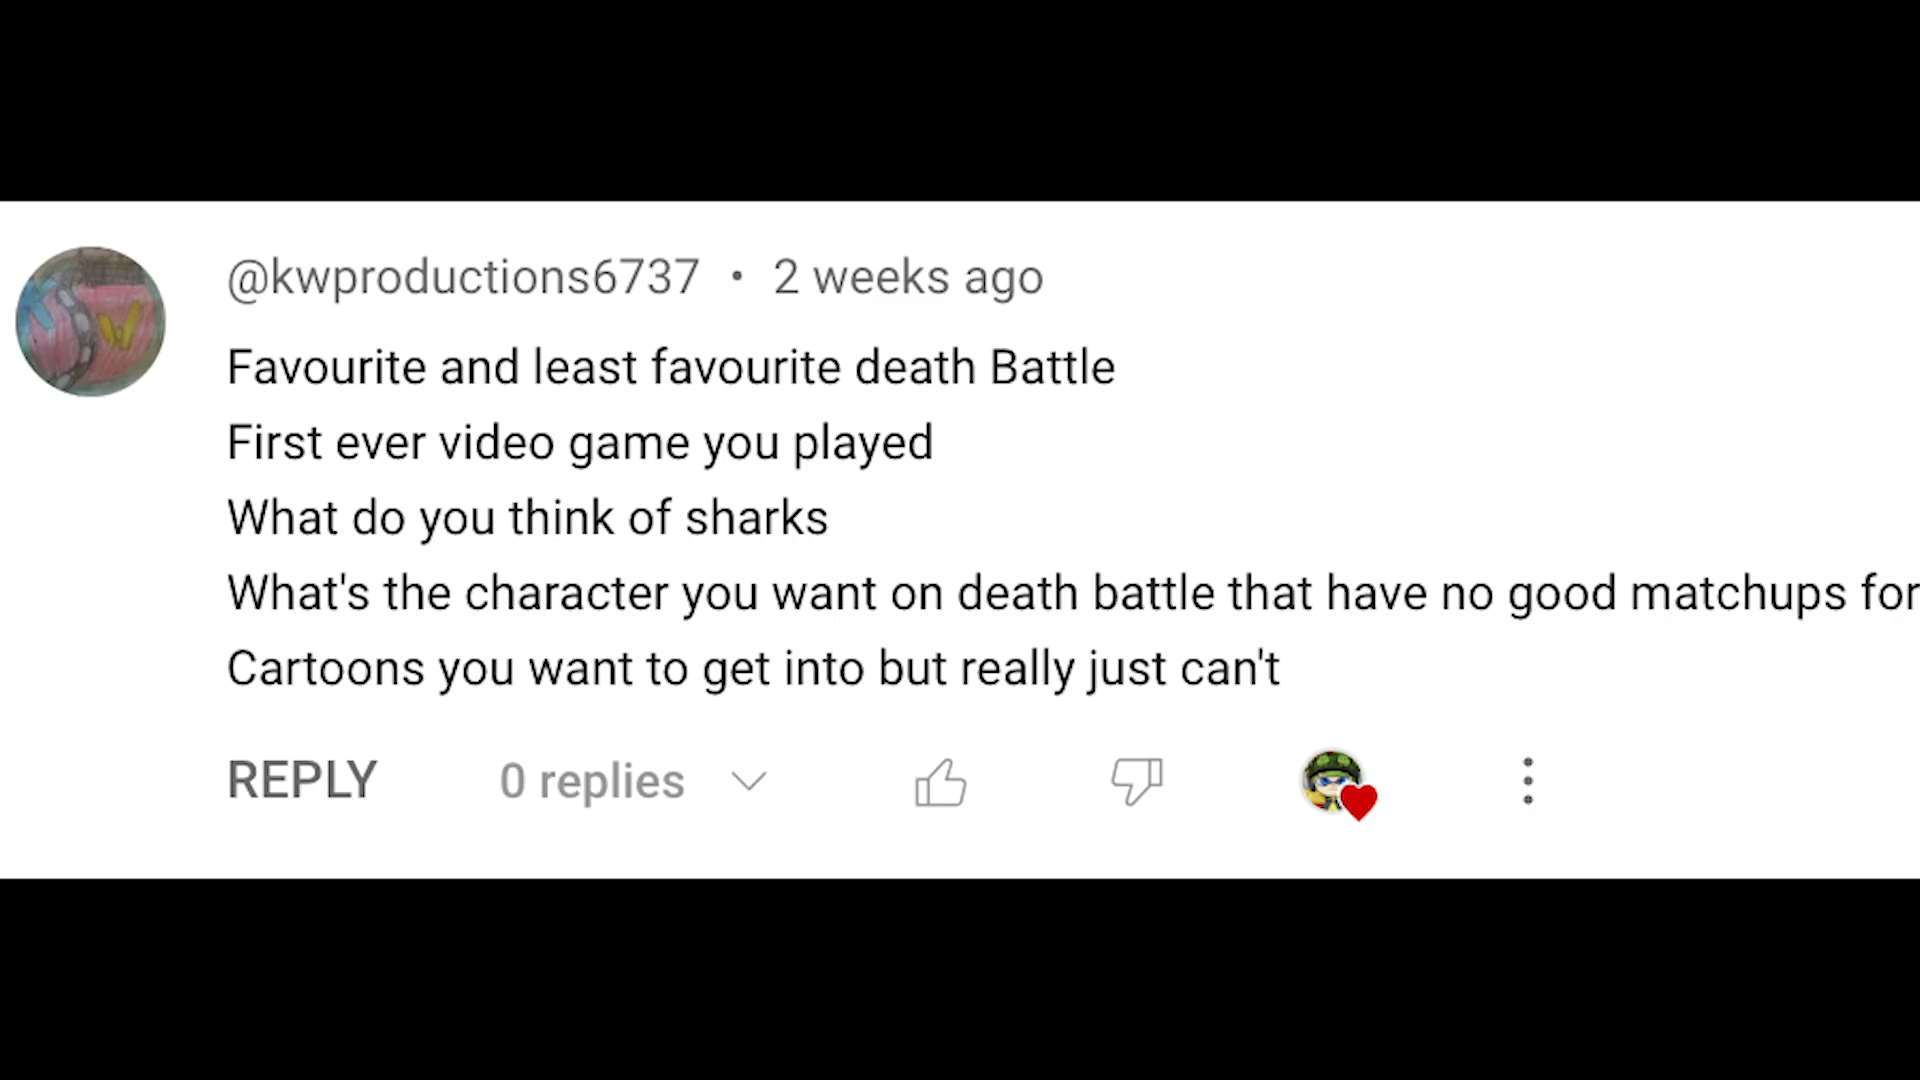 @kwproductions6737 • 2 weeks ago
Favourite and least favourite death Battle
First ever video game you played
What do you think of sharks
What's the character you want on death battle that have no good matchups for
Cartoons you want to get into but really just can't
REPLY 0 replies
K W